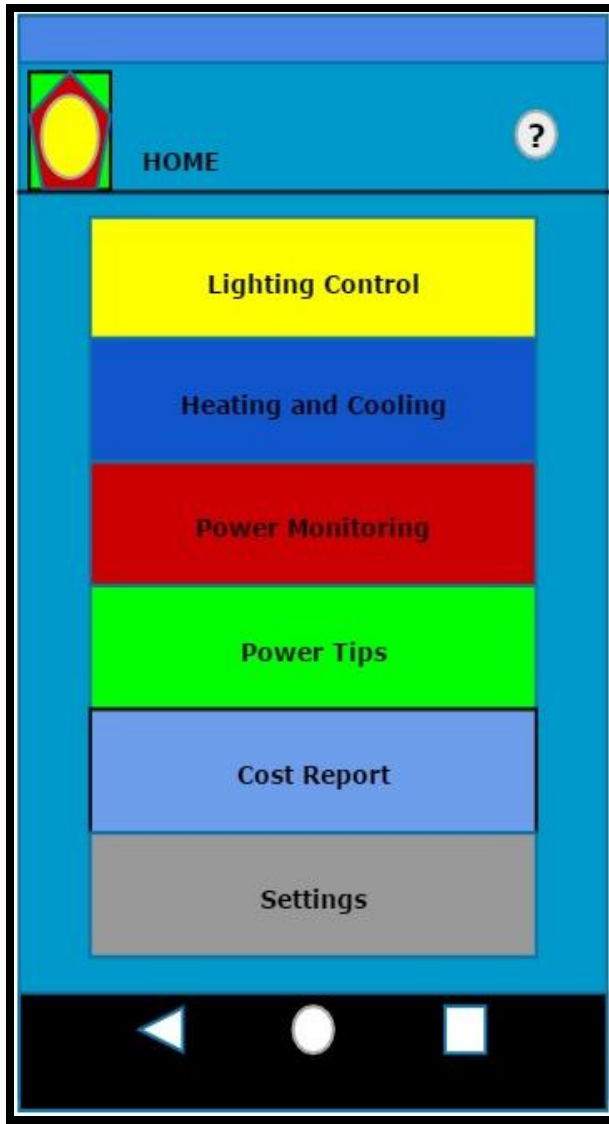 HOME
?
Lighting Control
Heating and Cooling
Power Monitoring
Power Tips
Cost Report
Settings